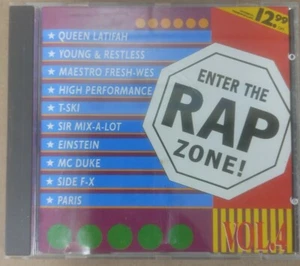 12.99
★ QUEEN LATIFAH
★ YOUNG & RESTLESS
★ MAESTRO FRESH-WES
★ HIGH PERFORMANCE
★ T-SKI
★ SIR MIX-A-LOT
★ EINSTEIN
★ MC DUKE
★ SIDE F-X
★ PARIS
ENTER THE
RAP
ZONE!
VOL.4